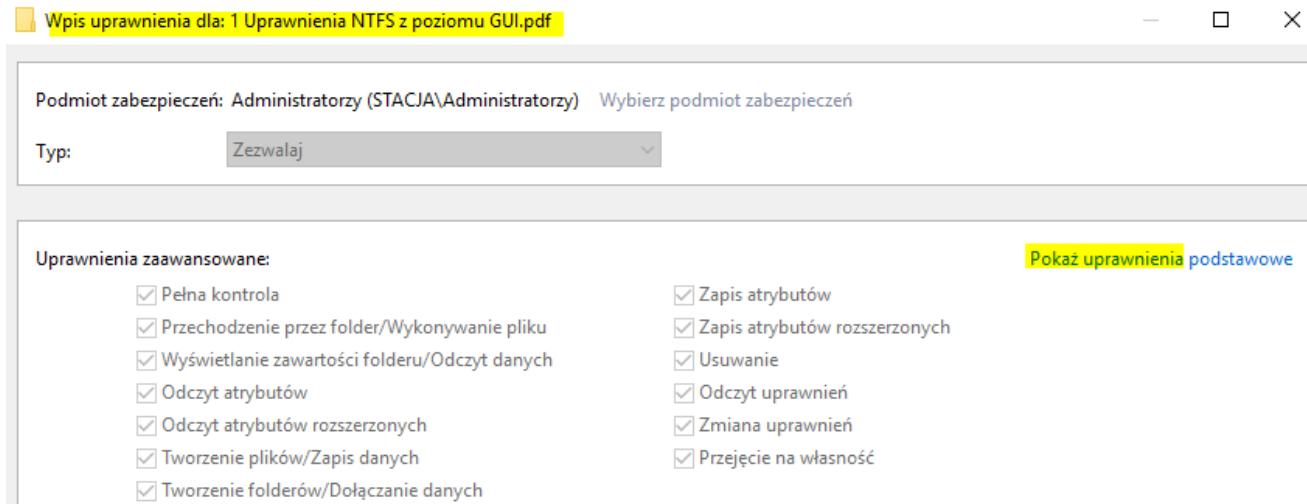 Wpis uprawnienia dla: 1 Uprawnienia NTFS z poziomu GUI.pdf
Podmiot zabezpieczeń: Administratorzy (STACJA\Administratorzy) Wybierz podmiot zabezpieczeń
Typ: Zezwalaj
Uprawnienia zaawansowane: Pokaż uprawnienia podstawowe
Pełna kontrola
Przechodzenie przez folder/Wykonywanie pliku
Wyświetlanie zawartości folderu/Odczyt danych
Odczyt atrybutów
Odczyt atrybutów rozszerzonych
Tworzenie plików/Zapis danych
Tworzenie folderów/Dołączanie danych
Zapis atrybutów
Zapis atrybutów rozszerzonych
Usuwanie
Odczyt uprawnień
Zmiana uprawnień
Przejęcie na własność